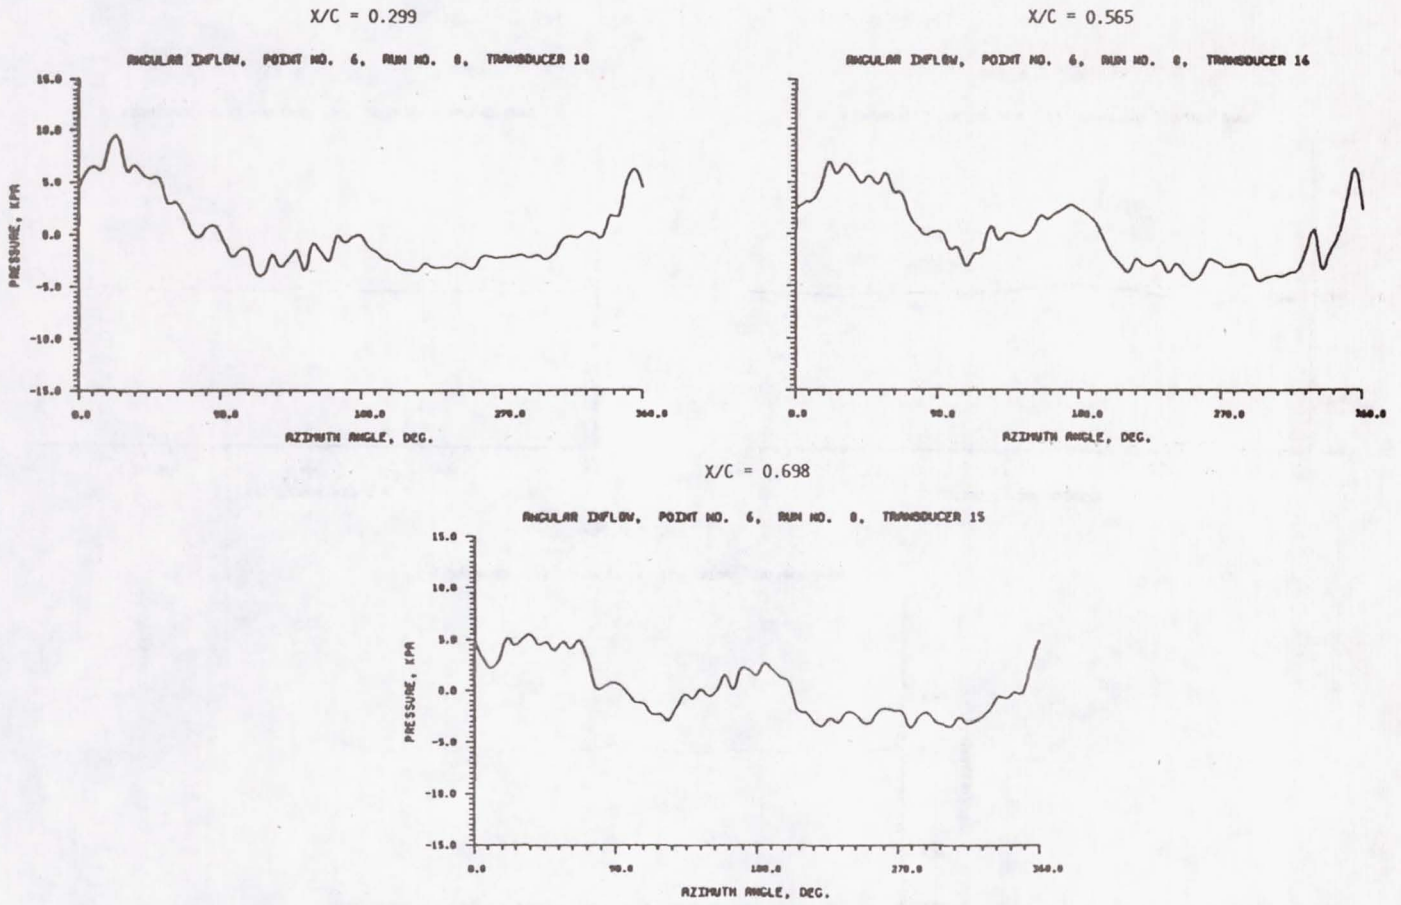 X/C = 0.299
ANGULAR INFLOW, POINT NO. 6, RUN NO. 8, TRANSDUCER 10
15.0
10.0
5.0
0.0
-5.0
-10.0
-15.0
PRESSURE, KPA
0.0 90.0 180.0 270.0 360.0
AZIMUTH ANGLE, DEG.
X/C = 0.565
ANGULAR INFLOW, POINT NO. 6, RUN NO. 8, TRANSDUCER 16
0.0 90.0 180.0 270.0 360.0
AZIMUTH ANGLE, DEG.
X/C = 0.698
ANGULAR INFLOW, POINT NO. 6, RUN NO. 8, TRANSDUCER 15
15.0
10.0
5.0
0.0
-5.0
-10.0
-15.0
PRESSURE, KPA
0.0 90.0 180.0 270.0 360.0
AZIMUTH ANGLE, DEG.